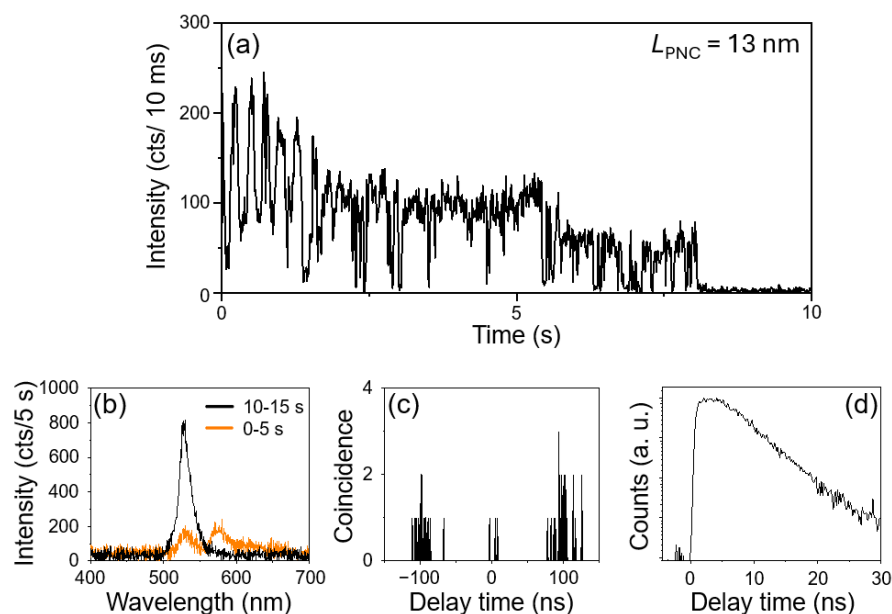 (a)
L_PNC = 13 nm
Intensity (cts/ 10 ms)
300
200
100
0
0
5
10
Time (s)
(b)
10-15 s
0-5 s
Intensity (cts/5 s)
1000
800
600
400
200
0
400
500
600
700
Wavelength (nm)
(c)
Coincidence
4
2
0
−100
0
100
Delay time (ns)
(d)
Counts (a. u.)
0
10
20
30
Delay time (ns)